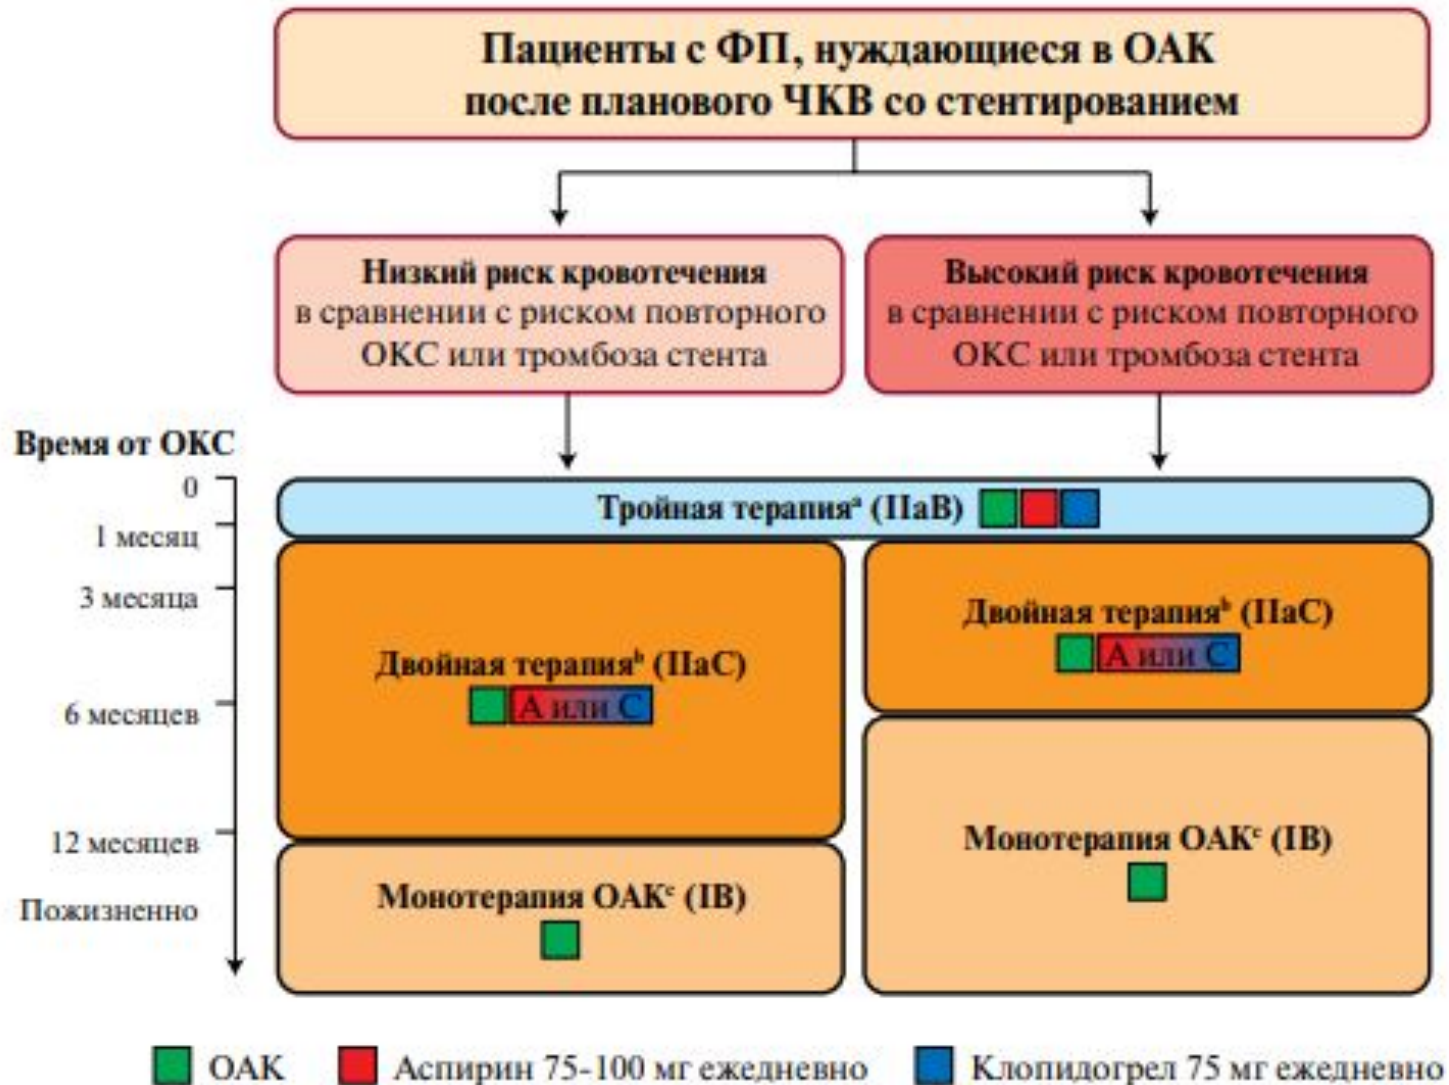 Пациенты с ФП, нуждающиеся в ОАК
после планового ЧКВ со стентированием
Низкий риск кровотечения
в сравнении с риском повторного
ОКС или тромбоза стента
Высокий риск кровотечения
в сравнении с риском повторного
ОКС или тромбоза стента
Время от ОКС
0
1 месяц
3 месяца
6 месяцев
12 месяцев
Пожизненно
Тройная терапияᵃ (IIaB)
Двойная терапияᵇ (IIaC)
А или С
Двойная терапияᵇ (IIaC)
А или С
Монотерапия ОАКᶜ (IB)
Монотерапия ОАКᶜ (IB)
ОАК
Аспирин 75-100 мг ежедневно
Клопидогрел 75 мг ежедневно